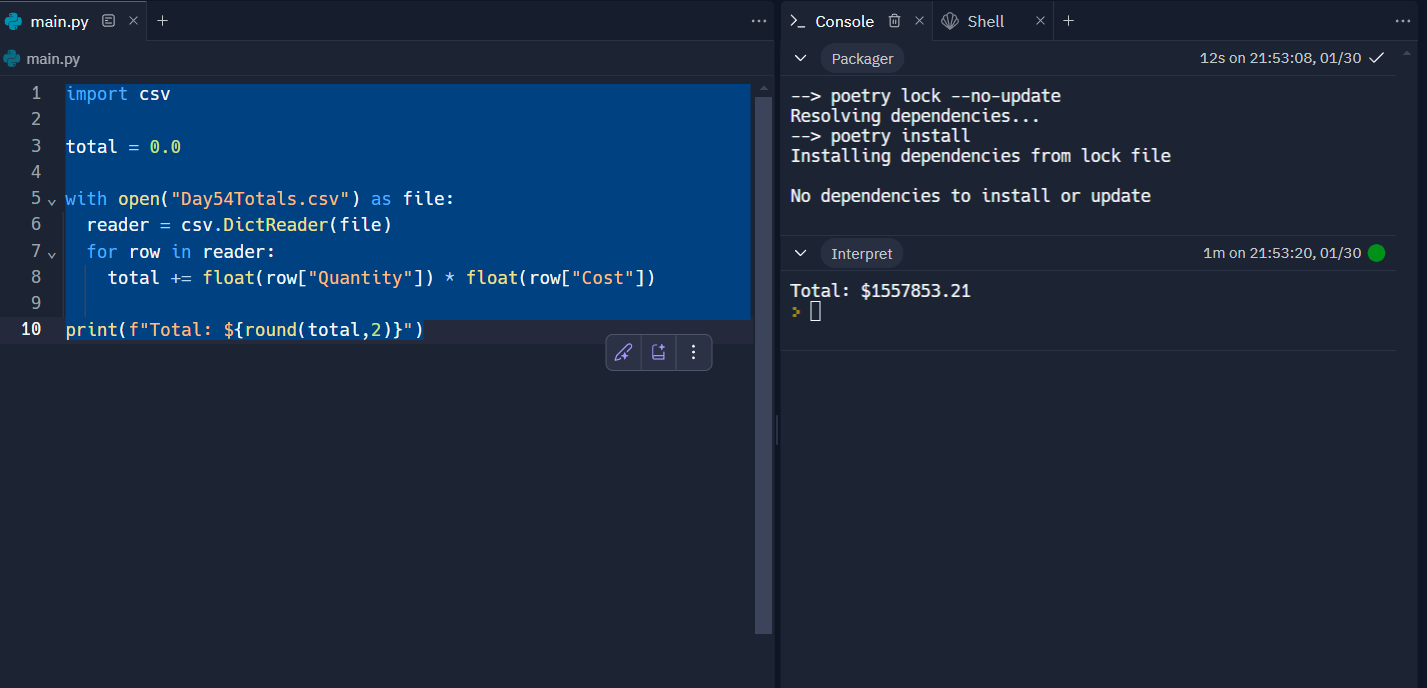 main.py
main.py
1 import csv
2
3 total = 0.0
4
5 with open("Day54Totals.csv") as file:
6   reader = csv.DictReader(file)
7   for row in reader:
8     total += float(row["Quantity"]) * float(row["Cost"])
9
10 print(f"Total: ${round(total,2)}")
Console Shell
Packager 12s on 21:53:08, 01/30
--> poetry lock --no-update
Resolving dependencies...
--> poetry install
Installing dependencies from lock file
No dependencies to install or update
Interpret 1m on 21:53:20, 01/30
Total: $1557853.21